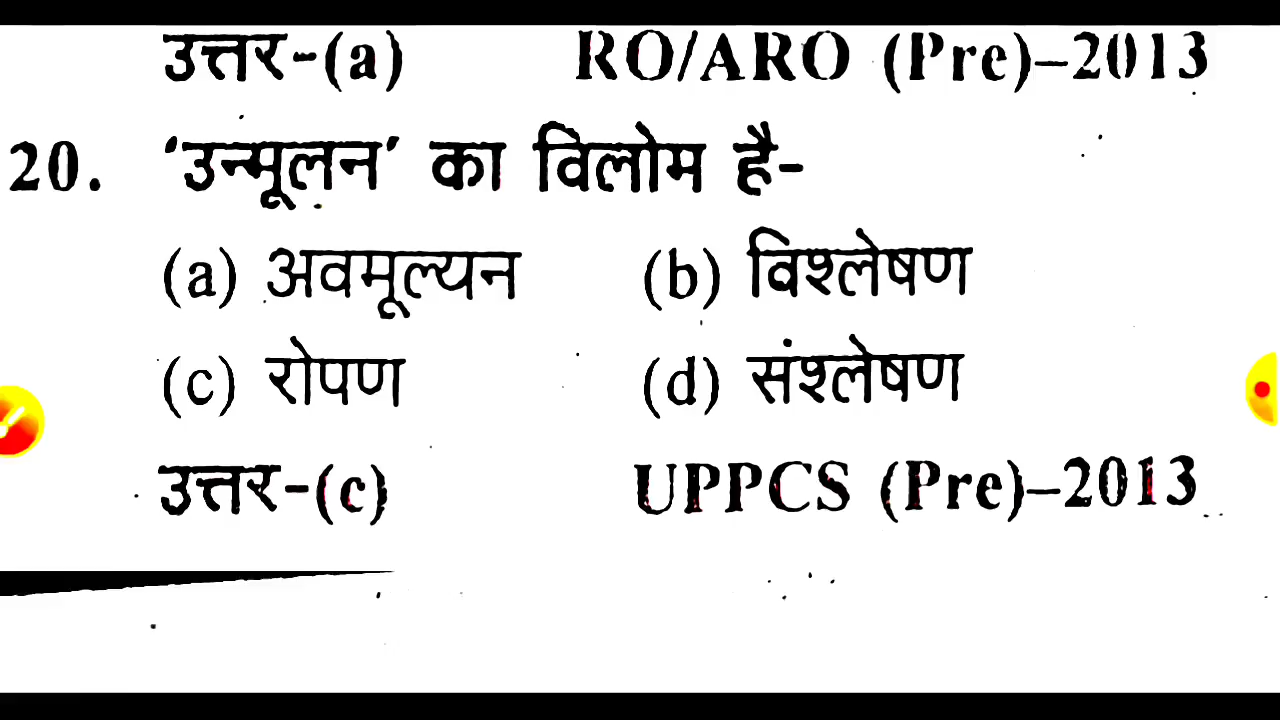 उत्तर-(a) RO/ARO (Pre)–2013
20. 'उन्मूलन' का विलोम है-
(a) अवमूल्यन (b) विश्लेषण
(c) रोपण (d) संश्लेषण
उत्तर-(c) UPPCS (Pre)–2013